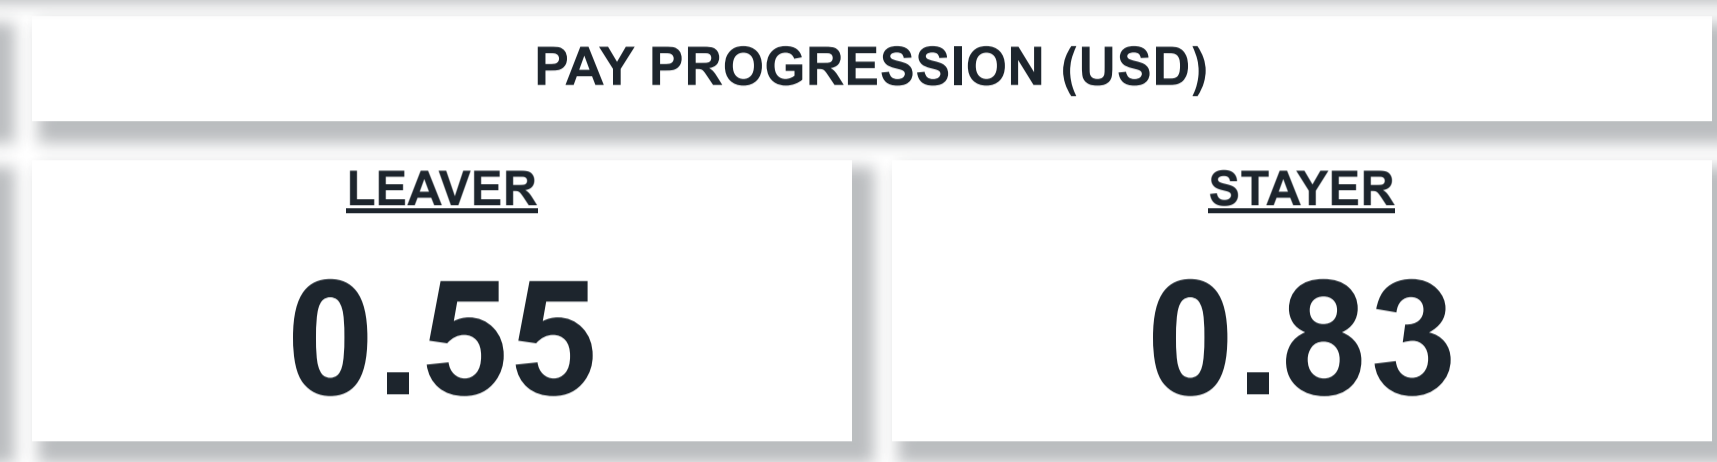 PAY PROGRESSION (USD)
LEAVER
STAYER
0.55
0.83